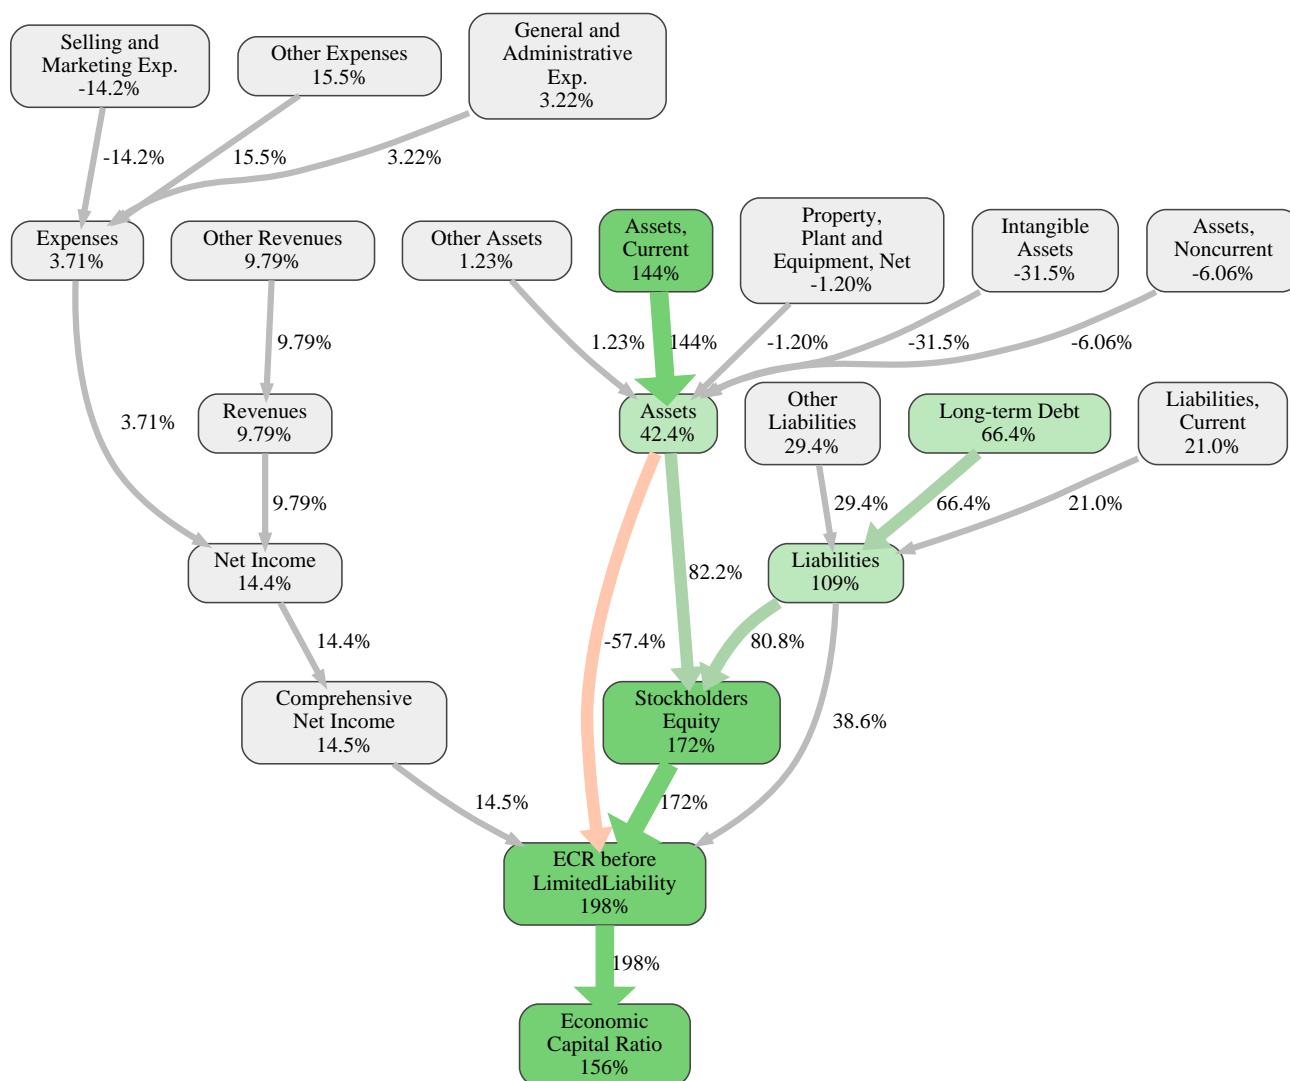 Selling and
Marketing Exp.
-14.2%
Other Expenses
15.5%
General and
Administrative
Exp.
3.22%
-14.2%
15.5%
3.22%
Expenses
3.71%
Other Revenues
9.79%
Other Assets
1.23%
Assets,
Current
144%
Property,
Plant and
Equipment, Net
-1.20%
Intangible
Assets
-31.5%
Assets,
Noncurrent
-6.06%
9.79%
1.23%
144%
-1.20%
-31.5%
-6.06%
3.71%
Revenues
9.79%
Assets
42.4%
Other
Liabilities
29.4%
Long-term Debt
66.4%
Liabilities,
Current
21.0%
9.79%
29.4%
66.4%
21.0%
Net Income
14.4%
82.2%
Liabilities
109%
14.4%
-57.4%
80.8%
Comprehensive
Net Income
14.5%
Stockholders
Equity
172%
38.6%
14.5%
172%
ECR before
LimitedLiability
198%
198%
Economic
Capital Ratio
156%